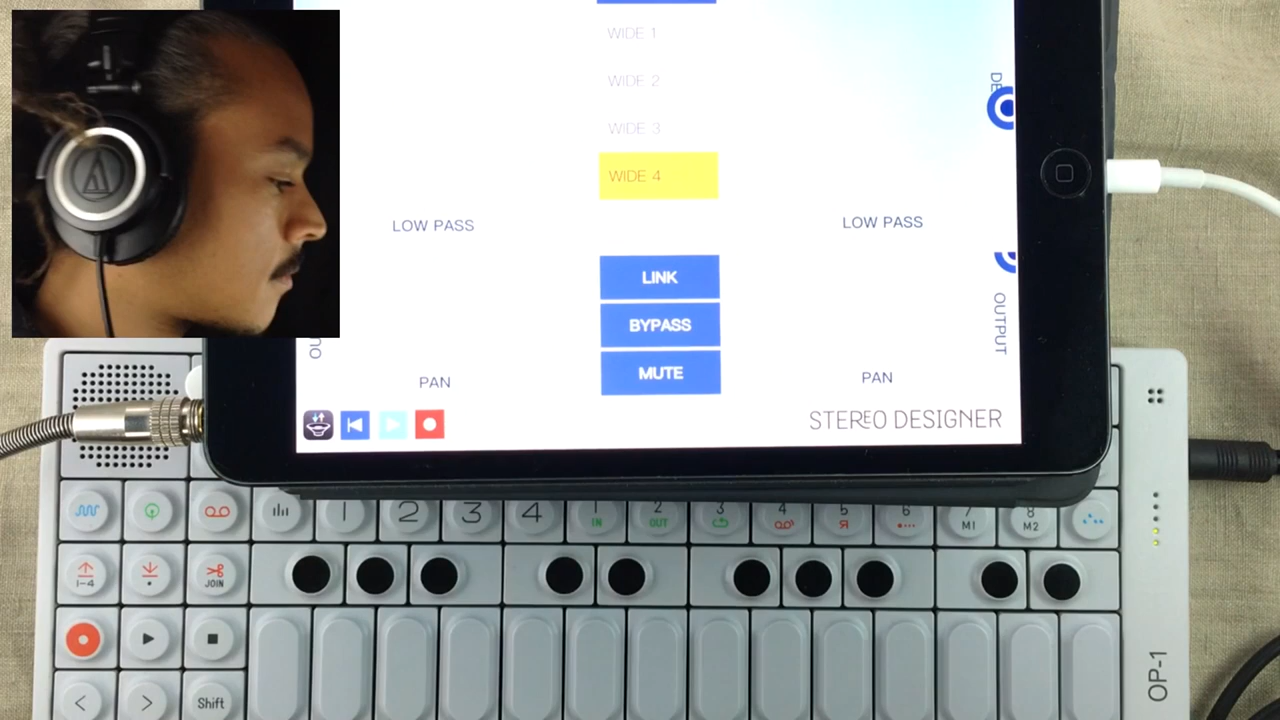 WIDE 1
WIDE 2
WIDE 3
WIDE 4
LOW PASS
LOW PASS
LINK
BYPASS
MUTE
OUTPUT
PAN
PAN
STEREO DESIGNER
1
2
3
4
1 IN
2 OUT
3
4
5
6
7 M1
8 M2
1-4
JOIN
Shift
OP-1